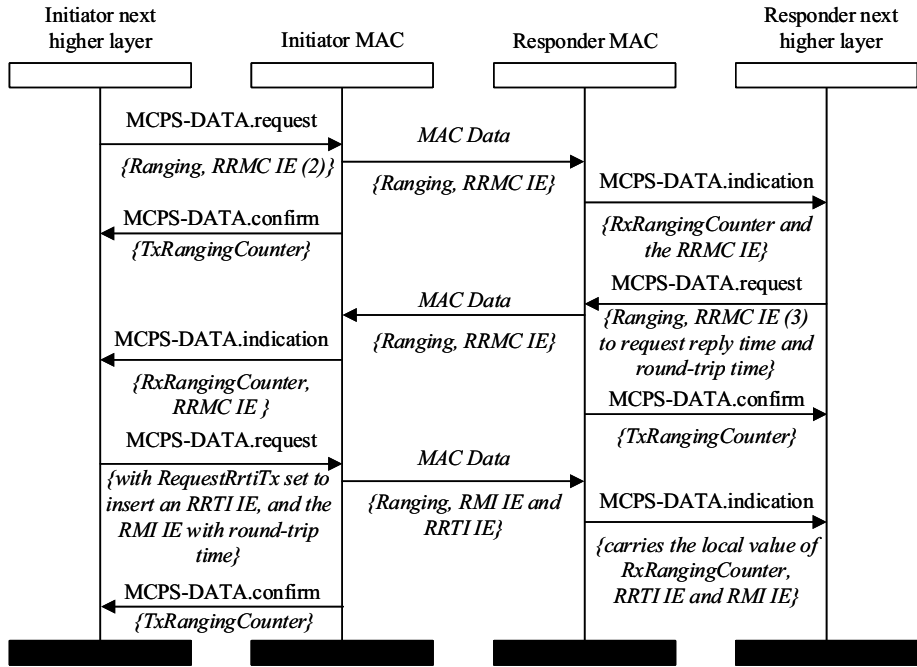 Initiator next
higher layer
Initiator MAC
Responder MAC
Responder next
higher layer
MCPS-DATA.request
{Ranging, RRMC IE (2)}
MAC Data
{Ranging, RRMC IE}
MCPS-DATA.indication
{RxRangingCounter and
the RRMC IE}
MCPS-DATA.confirm
{TxRangingCounter}
MCPS-DATA.request
{Ranging, RRMC IE (3)
to request reply time and
round-trip time}
MAC Data
{Ranging, RRMC IE}
MCPS-DATA.indication
{RxRangingCounter,
RRMC IE }
MCPS-DATA.confirm
{TxRangingCounter}
MCPS-DATA.request
{with RequestRrtiTx set to
insert an RRTI IE, and the
RMI IE with round-trip
time}
MAC Data
{Ranging, RMI IE and
RRTI IE}
MCPS-DATA.indication
{carries the local value of
RxRangingCounter,
RRTI IE and RMI IE}
MCPS-DATA.confirm
{TxRangingCounter}